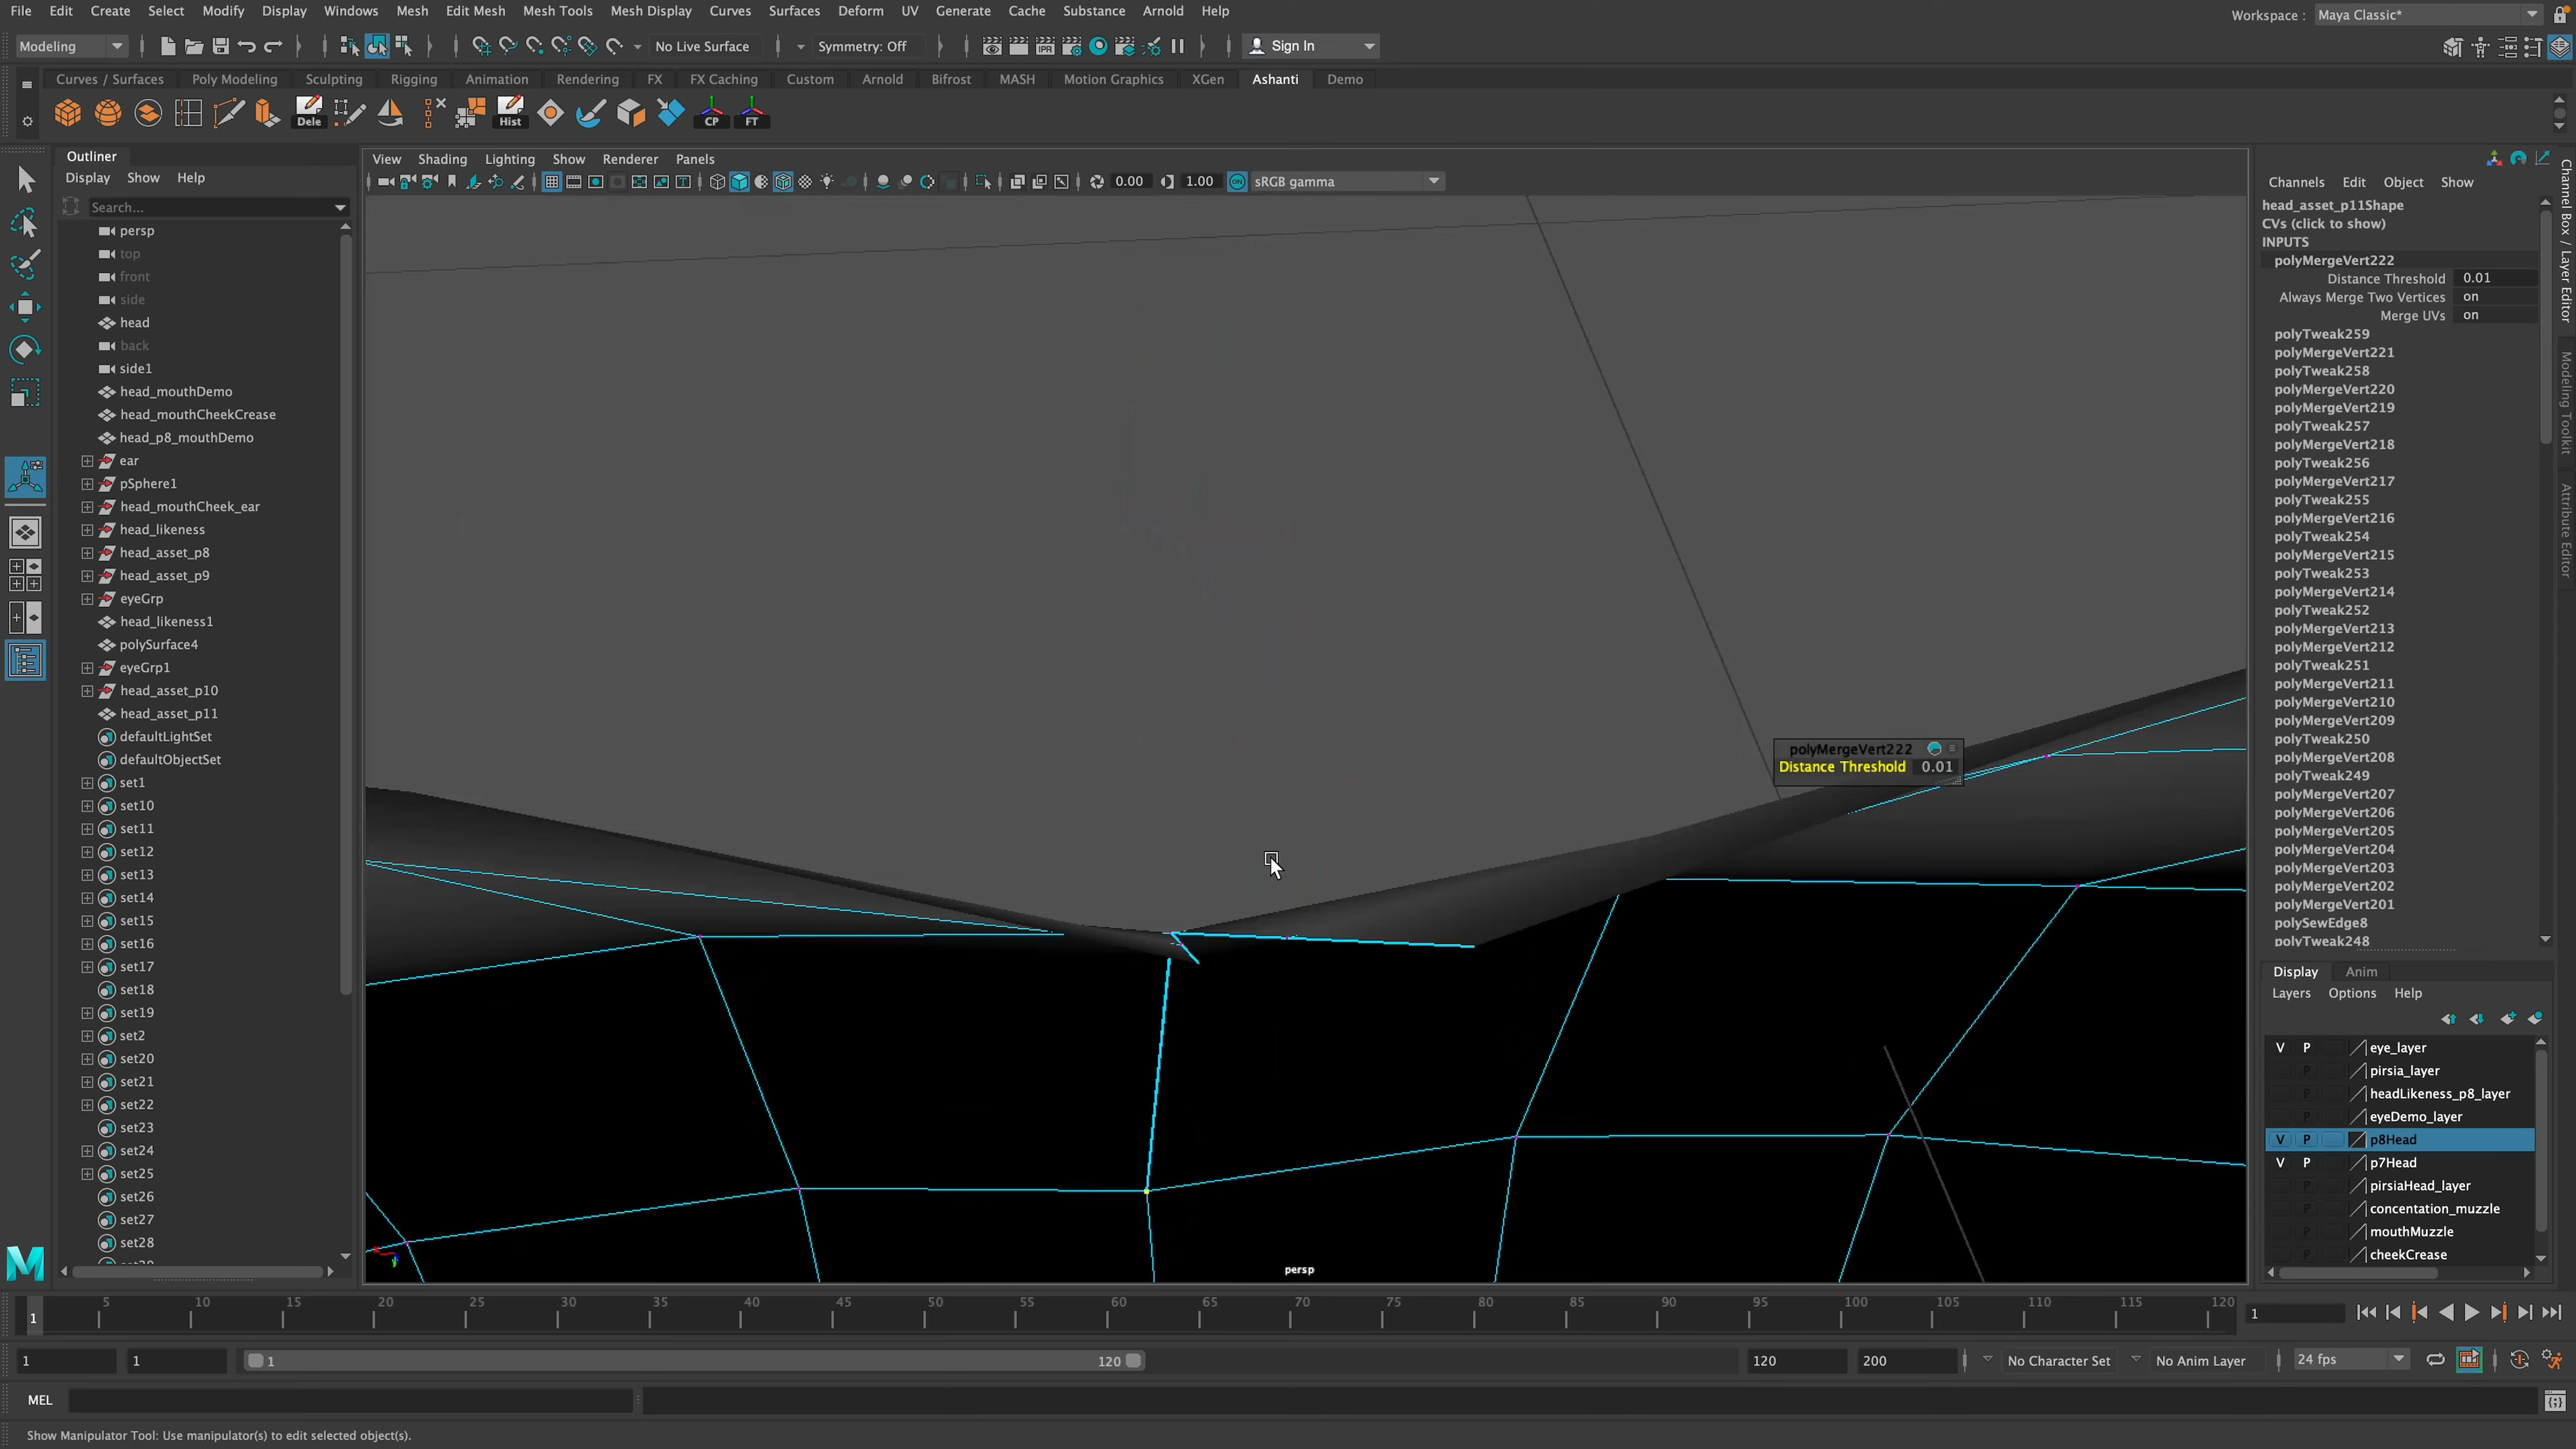 File Edit Create Select Modify Display Windows Mesh Edit Mesh Mesh Tools Mesh Display Curves Surfaces Deform UV Generate Cache Substance Arnold Help
Workspace : Maya Classic*
Modeling No Live Surface Symmetry: Off IPR Sign In
Curves / Surfaces Poly Modeling Sculpting Rigging Animation Rendering FX FX Caching Custom Arnold Bifrost MASH Motion Graphics XGen Ashanti Demo
Dele Hist CP FT
Outliner
Display Show Help
Search...
persp
top
front
side
head
back
side1
head_mouthDemo
head_mouthCheekCrease
head_p8_mouthDemo
ear
pSphere1
head_mouthCheek_ear
head_likeness
head_asset_p8
head_asset_p9
eyeGrp
head_likeness1
polySurface4
eyeGrp1
head_asset_p10
head_asset_p11
defaultLightSet
defaultObjectSet
set1
set10
set11
set12
set13
set14
set15
set16
set17
set18
set19
set2
set20
set21
set22
set23
set24
set25
set26
set27
set28
View Shading Lighting Show Renderer Panels
0.00 1.00 ON sRGB gamma
polyMergeVert222
Distance Threshold 0.01
persp
Channels Edit Object Show
head_asset_p11Shape
CVs (click to show)
INPUTS
polyMergeVert222
Distance Threshold 0.01
Always Merge Two Vertices on
Merge UVs on
polyTweak259
polyMergeVert221
polyTweak258
polyMergeVert220
polyMergeVert219
polyTweak257
polyMergeVert218
polyTweak256
polyMergeVert217
polyTweak255
polyMergeVert216
polyTweak254
polyMergeVert215
polyTweak253
polyMergeVert214
polyTweak252
polyMergeVert213
polyMergeVert212
polyTweak251
polyMergeVert211
polyMergeVert210
polyMergeVert209
polyTweak250
polyMergeVert208
polyTweak249
polyMergeVert207
polyMergeVert206
polyMergeVert205
polyMergeVert204
polyMergeVert203
polyMergeVert202
polyMergeVert201
polySewEdge8
polyTweak248
Channel Box / Layer Editor
Modeling Toolkit
Attribute Editor
Display Anim
Layers Options Help
V P eye_layer
P pirsia_layer
P headLikeness_p8_layer
P eyeDemo_layer
V P p8Head
V P p7Head
P pirsiaHead_layer
P concentation_muzzle
P mouthMuzzle
P cheekCrease
1 5 10 15 20 25 30 35 40 45 50 55 60 65 70 75 80 85 90 95 100 105 110 115 120 1
1 1 1 120 120 200 No Character Set No Anim Layer 24 fps
MEL
Show Manipulator Tool: Use manipulator(s) to edit selected object(s).